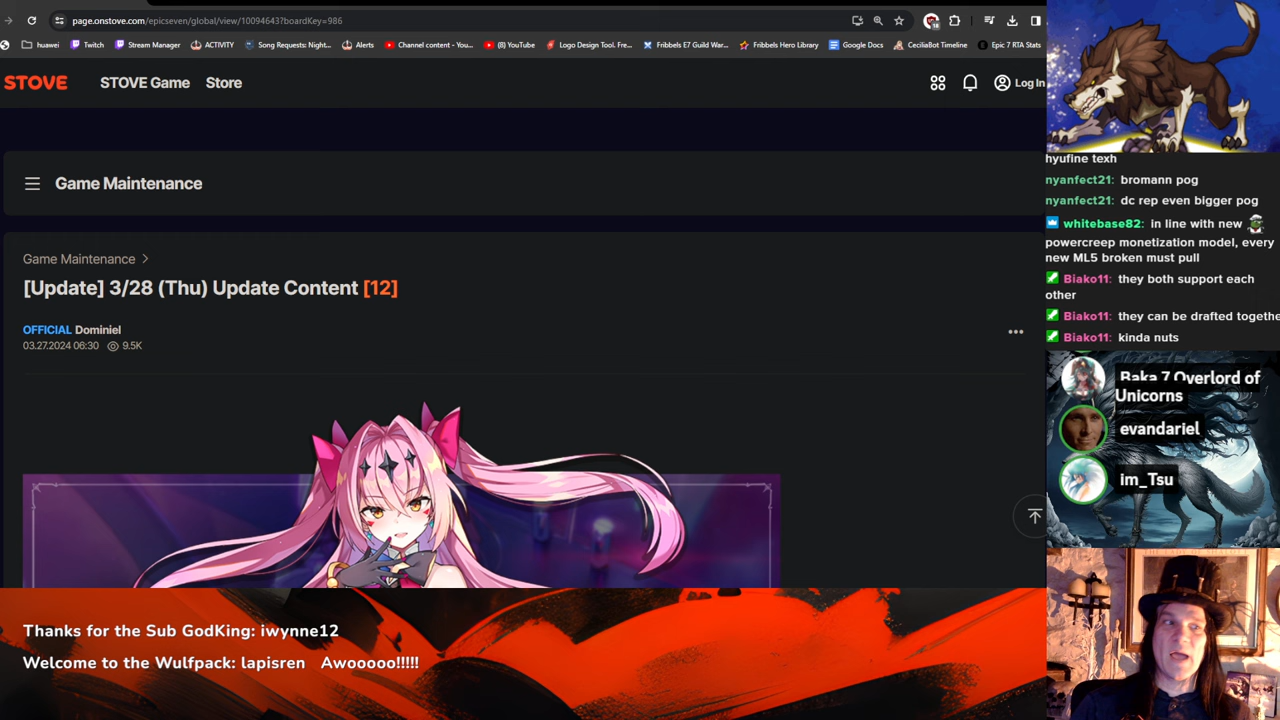 page.onstove.com/epicseven/global/view/10094643?boardKey=986
huawei
Twitch
Stream Manager
ACTIVITY
Song Requests: Night...
Alerts
Channel content - You...
(8) YouTube
Logo Design Tool. Fre...
Fribbels E7 Guild War...
Fribbels Hero Library
Google Docs
CeciliaBot Timeline
Epic 7 RTA Stats
STOVE
STOVE Game
Store
Log In
Game Maintenance
Game Maintenance >
[Update] 3/28 (Thu) Update Content [12]
OFFICIAL Dominiel
03.27.2024 06:30 9.5K
Thanks for the Sub GodKing: iwynne12
Welcome to the Wulfpack: lapisren Awooooo!!!!!
hyufine texh
nyanfect21: bromann pog
nyanfect21: dc rep even bigger pog
whitebase82: in line with new
powercreep monetization model, every
new ML5 broken must pull
Biako11: they both support each
other
Biako11: they can be drafted togethe
Biako11: kinda nuts
Baka 7 Overlord of
Unicorns
evandariel
im_Tsu